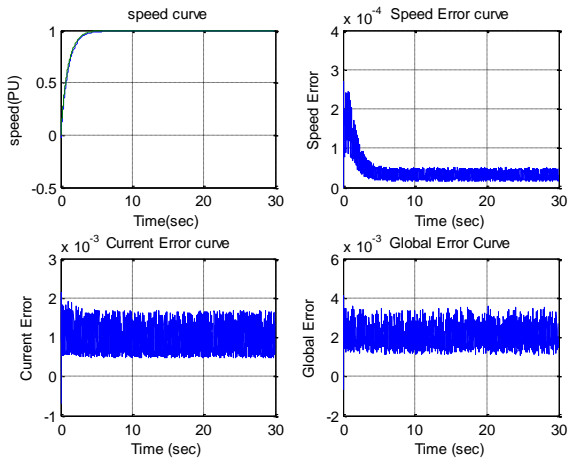 speed curve
speed(PU)
1
0.5
0
-0.5
0
10
20
30
Time(sec)
x 10-4
Speed Error curve
Speed Error
4
3
2
1
0
0
10
20
30
Time (sec)
x 10-3
Current Error curve
Current Error
3
2
1
0
-1
0
10
20
30
Time (sec)
x 10-3
Global Error Curve
Global Error
6
4
2
0
-2
0
10
20
30
Time (sec)